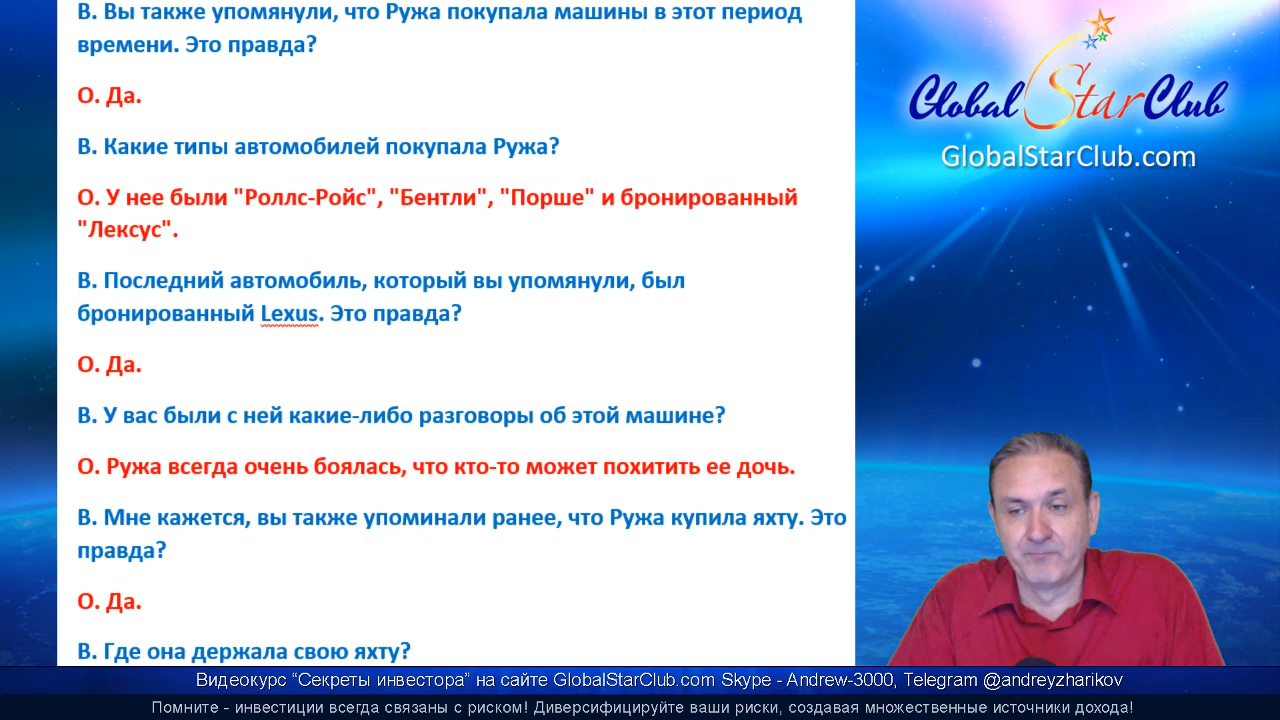 В. Вы также упомянули, что Ружа покупала машины в этот период
времени. Это правда?
О. Да.
В. Какие типы автомобилей покупала Ружа?
О. У нее были "Роллс-Ройс", "Бентли", "Порше" и бронированный
"Лексус".
В. Последний автомобиль, который вы упомянули, был
бронированный Lexus. Это правда?
О. Да.
В. У вас были с ней какие-либо разговоры об этой машине?
О. Ружа всегда очень боялась, что кто-то может похитить ее дочь.
В. Мне кажется, вы также упоминали ранее, что Ружа купила яхту. Это
правда?
О. Да.
В. Где она держала свою яхту?
Global Star Club
GlobalStarClub.com
Видеокурс “Секреты инвестора” на сайте GlobalStarClub.com Skype - Andrew-3000, Telegram @andreyzharikov
Помните - инвестиции всегда связаны с риском! Диверсифицируйте ваши риски, создавая множественные источники дохода!